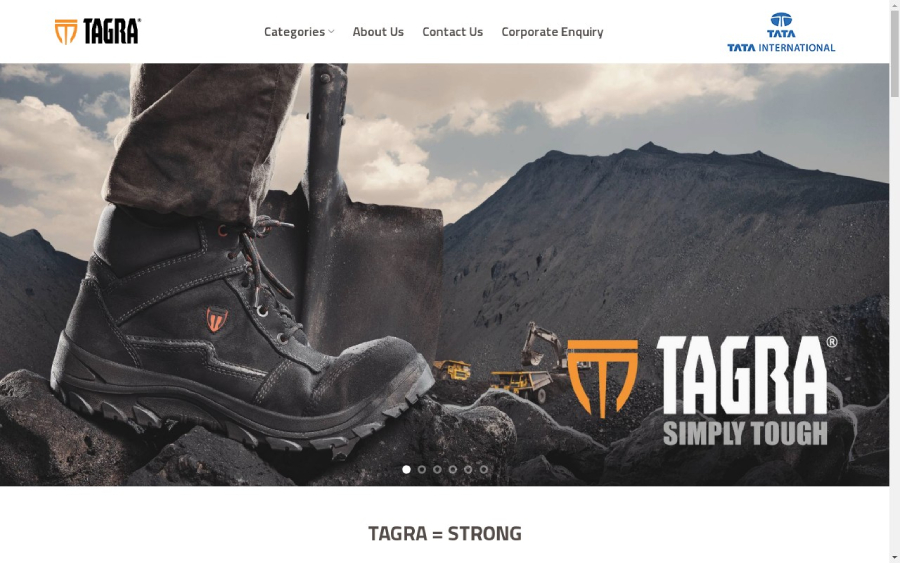 TAGRA®
Categories
About Us
Contact Us
Corporate Enquiry
TATA
TATA INTERNATIONAL
TAGRA®
SIMPLY TOUGH
TAGRA = STRONG